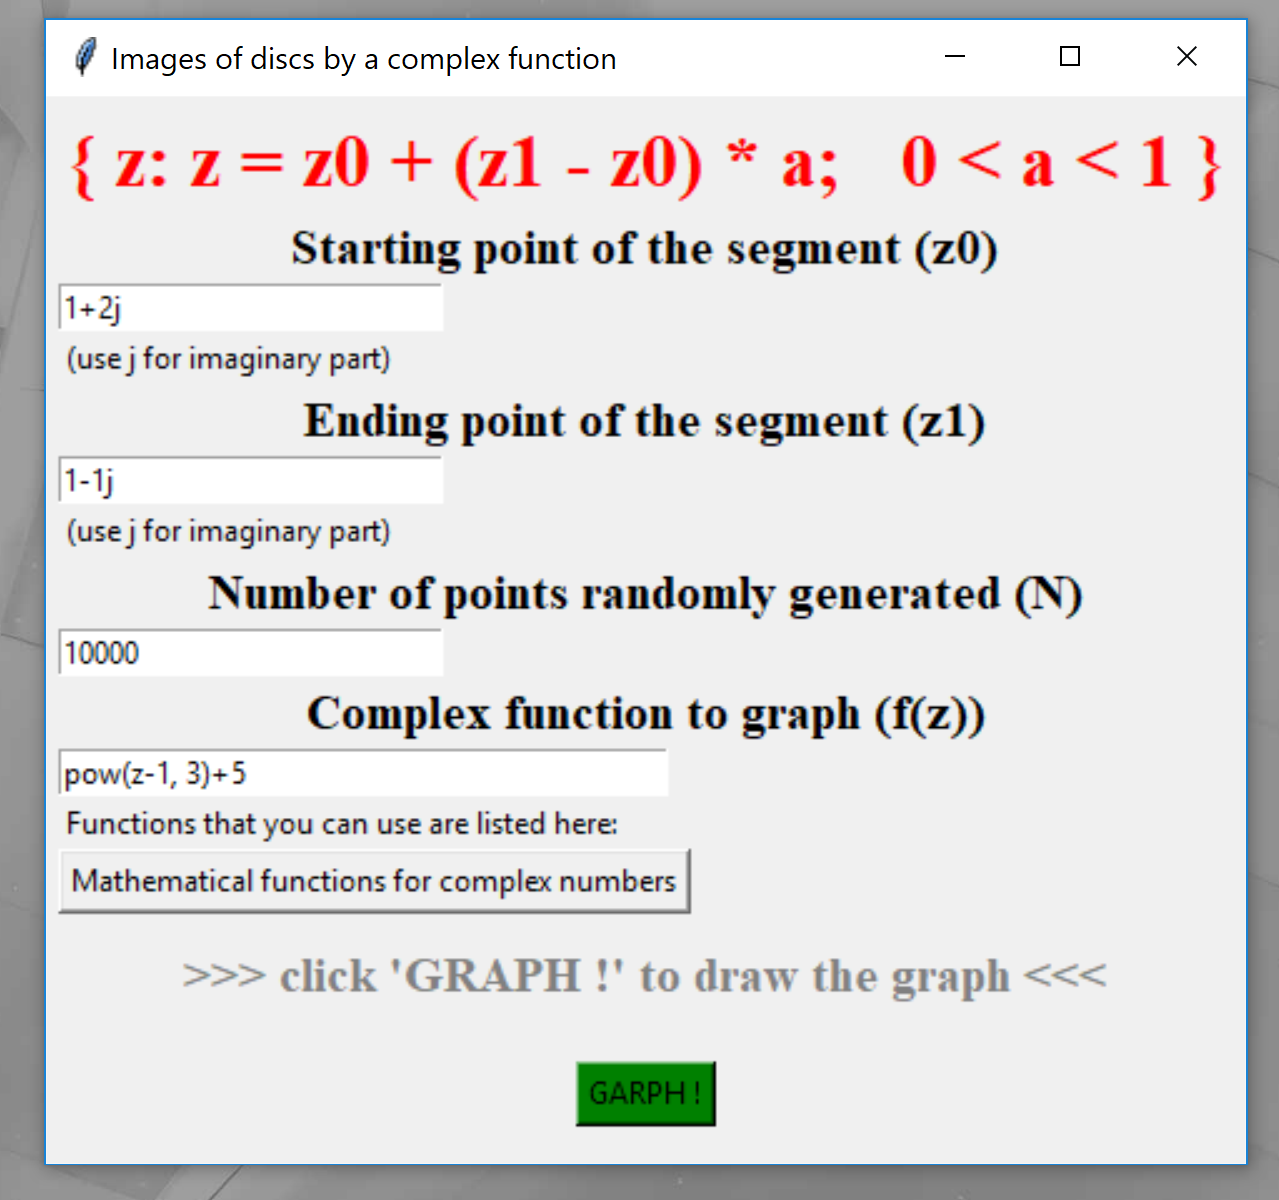 Images of discs by a complex function
{ z: z = z0 + (z1 - z0) * a;   0 < a < 1 }
Starting point of the segment (z0)
1+2j
(use j for imaginary part)
Ending point of the segment (z1)
1-1j
(use j for imaginary part)
Number of points randomly generated (N)
10000
Complex function to graph (f(z))
pow(z-1, 3)+5
Functions that you can use are listed here:
Mathematical functions for complex numbers
>>> click 'GRAPH !' to draw the graph <<<
GARPH !